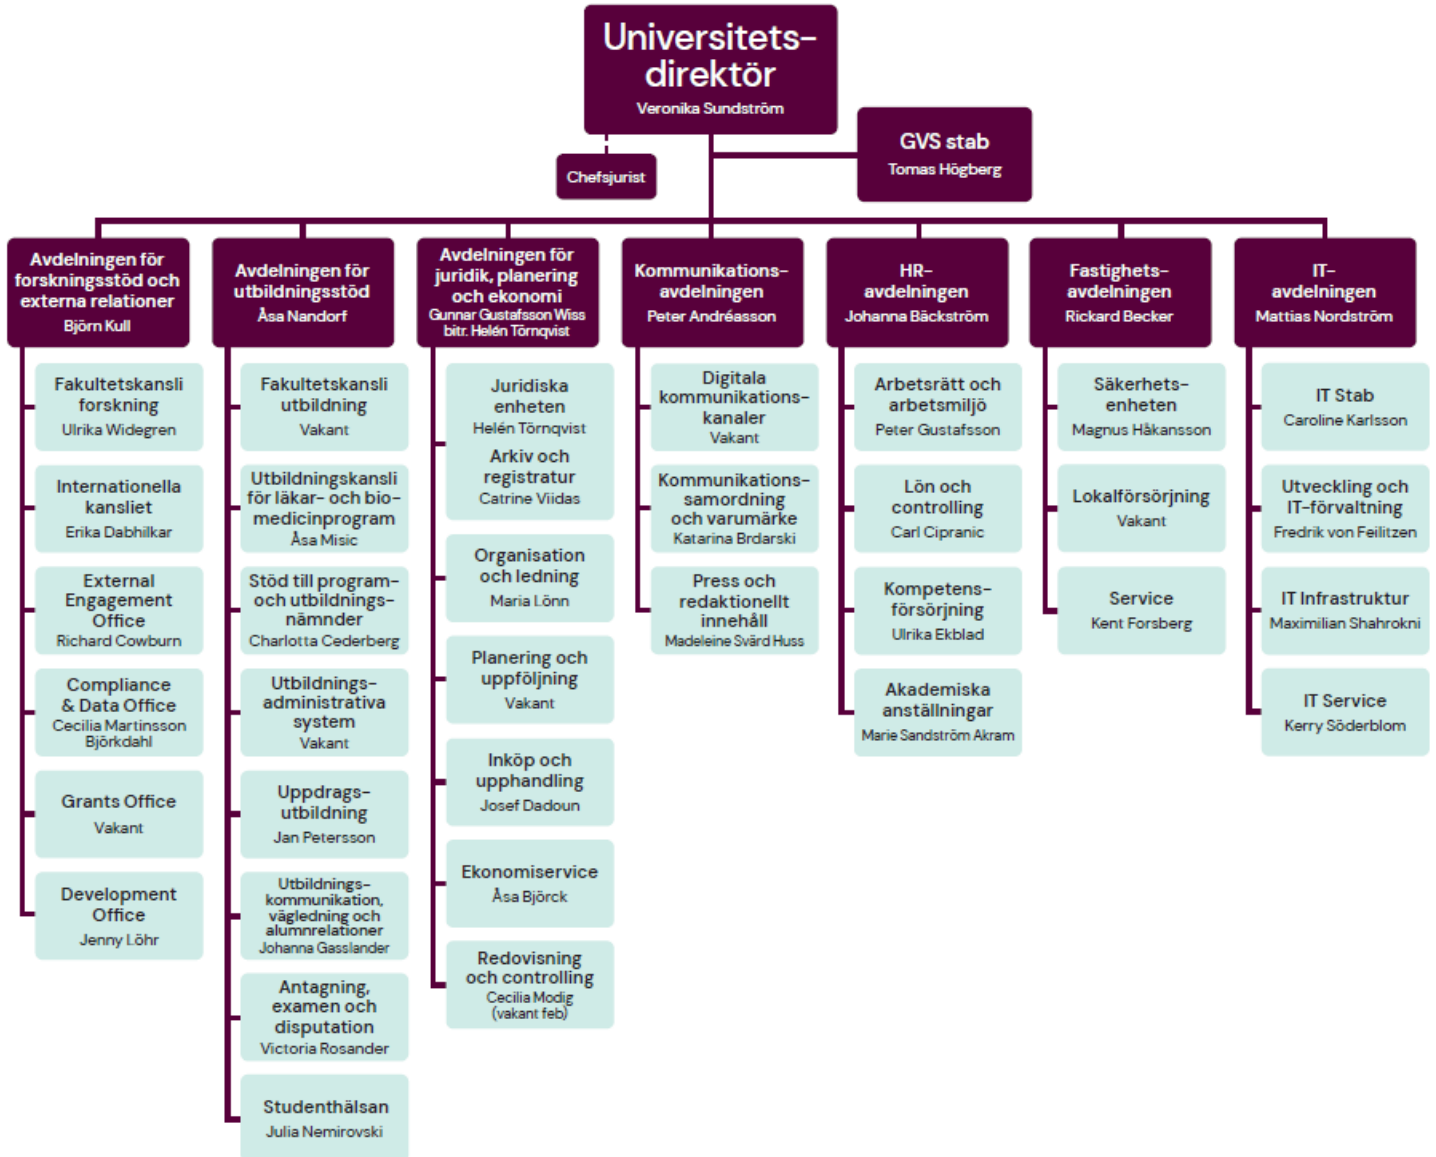 Universitets-
direktör
Veronika Sundström
GVS stab
Tomas Högberg
Chefsjurist
Avdelningen för
forskningsstöd och
externa relationer
Björn Kull
Fakultetskansli
forskning
Ulrika Widegren
Internationella
kansliet
Erika Dabhilkar
External
Engagement
Office
Richard Cowburn
Compliance
& Data Office
Cecilia Martinsson
Björkdahl
Grants Office
Vakant
Development
Office
Jenny Löhr
Avdelningen för
utbildningsstöd
Åsa Nandorf
Fakultetskansli
utbildning
Vakant
Utbildningskansli
för läkar- och bio-
medicinprogram
Åsa Misic
Stöd till program-
och utbildnings-
nämnder
Charlotta Cederberg
Utbildnings-
administrativa
system
Vakant
Uppdrags-
utbildning
Jan Petersson
Utbildnings-
kommunikation,
vägledning och
alumnrelationer
Johanna Gasslander
Antagning,
examen och
disputation
Victoria Rosander
Studenthälsan
Julia Nemirovski
Avdelningen för
juridik, planering
och ekonomi
Gunnar Gustafsson Wiss
bitr. Helén Törnqvist
Juridiska
enheten
Helén Törnqvist
Arkiv och
registratur
Catrine Viidas
Organisation
och ledning
Maria Lönn
Planering och
uppföljning
Vakant
Inköp och
upphandling
Josef Dadoun
Ekonomiservice
Åsa Björck
Redovisning
och controlling
Cecilia Modig
(vakant feb)
Kommunikations-
avdelningen
Peter Andréasson
Digitala
kommunikations-
kanaler
Vakant
Kommunikations-
samordning
och varumärke
Katarina Brdarski
Press och
redaktionellt
innehåll
Madeleine Svärd Huss
HR-
avdelningen
Johanna Bäckström
Arbetsrätt och
arbetsmiljö
Peter Gustafsson
Lön och
controlling
Carl Cipranic
Kompetens-
försörjning
Ulrika Ekblad
Akademiska
anställningar
Marie Sandström Akram
Fastighets-
avdelningen
Rickard Becker
Säkerhets-
enheten
Magnus Håkansson
Lokalförsörjning
Vakant
Service
Kent Forsberg
IT-
avdelningen
Mattias Nordström
IT Stab
Caroline Karlsson
Utveckling och
IT-förvaltning
Fredrik von Feilitzen
IT Infrastruktur
Maximilian Shahrokni
IT Service
Kerry Söderblom